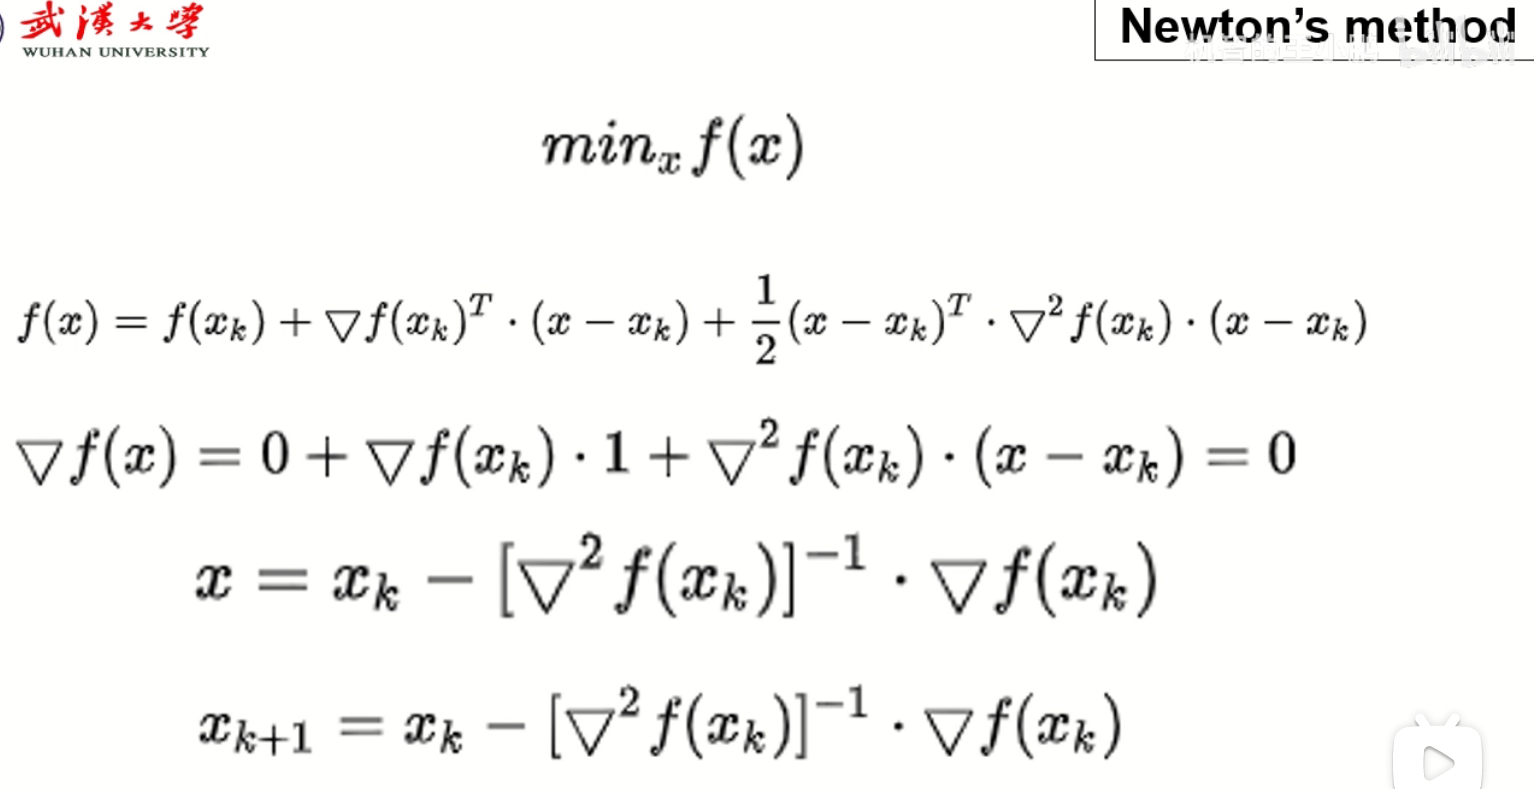 武漢大學
WUHAN UNIVERSITY
Newton's method
min_x f(x)
f(x) = f(x_k) + ▽f(x_k)^T · (x − x_k) + \frac{1}{2}(x − x_k)^T · ▽^2 f(x_k) · (x − x_k)
▽f(x) = 0 + ▽f(x_k) · 1 + ▽^2 f(x_k) · (x − x_k) = 0
x = x_k − [▽^2 f(x_k)]^{−1} · ▽f(x_k)
x_{k+1} = x_k − [▽^2 f(x_k)]^{−1} · ▽f(x_k)